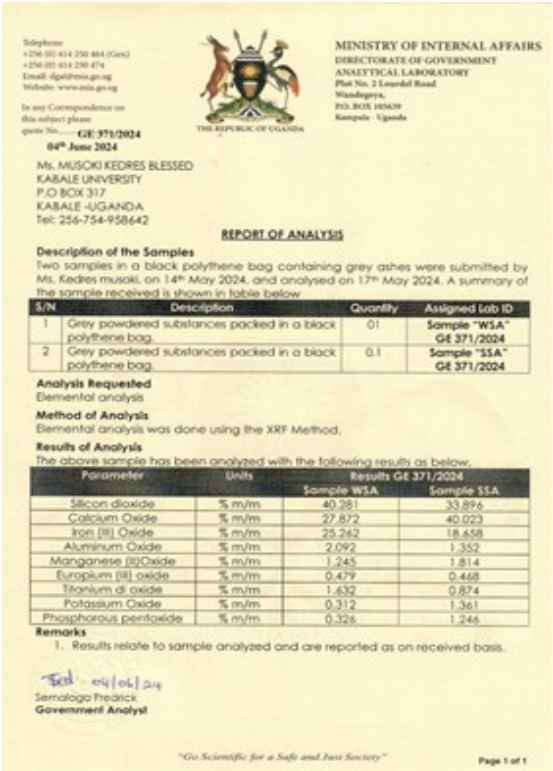 Telephone
+256 (0) 414 250 464 (Gen)
+256 (0) 414 250 474
Email: dgal@mia.go.ug
Website: www.mia.go.ug
In any Correspondence on
this subject please
quote No......GE 371/2024
04th June 2024
THE REPUBLIC OF UGANDA
MINISTRY OF INTERNAL AFFAIRS
DIRECTORATE OF GOVERNMENT
ANALYTICAL LABORATORY
Plot No. 2 Lourdel Road
Wandegeya,
P.O. BOX 105639
Kampala - Uganda
Ms. MUSOKI KEDRES BLESSED
KABALE UNIVERSITY
P.O BOX 317
KABALE -UGANDA
Tel: 256-754-958642
REPORT OF ANALYSIS
Description of the Samples
Two samples in a black polythene bag containing grey ashes were submitted by
Ms. Kedres musoki, on 14th May 2024, and analysed on 17th May 2024. A summary of
the sample received is shown in table below
S/N Description Quantity Assigned Lab ID
1 Grey powdered substances packed in a black polythene bag. 01 Sample "WSA" GE 371/2024
2 Grey powdered substances packed in a black polythene bag. 0.1 Sample "SSA" GE 371/2024
Analysis Requested
Elemental analysis
Method of Analysis
Elemental analysis was done using the XRF Method.
Results of Analysis
The above sample has been analyzed with the following results as below.
Parameter Units Results GE 371/2024
Sample WSA Sample SSA
Silicon dioxide % m/m 40.281 33.896
Calcium Oxide % m/m 27.872 40.023
Iron (III) Oxide % m/m 25.262 18.658
Aluminum Oxide % m/m 2.092 1.352
Manganese (II)Oxide % m/m 1.245 1.814
Europium (III) oxide % m/m 0.479 0.468
Titanium di oxide % m/m 1.632 0.874
Potassium Oxide % m/m 0.312 1.361
Phosphorous pentoxide % m/m 0.326 1.246
Remarks
1. Results relate to sample analyzed and are reported as on received basis.
04/06/24
Semalago Fredrick
Government Analyst
"Go Scientific for a Safe and Just Society"
Page 1 of 1